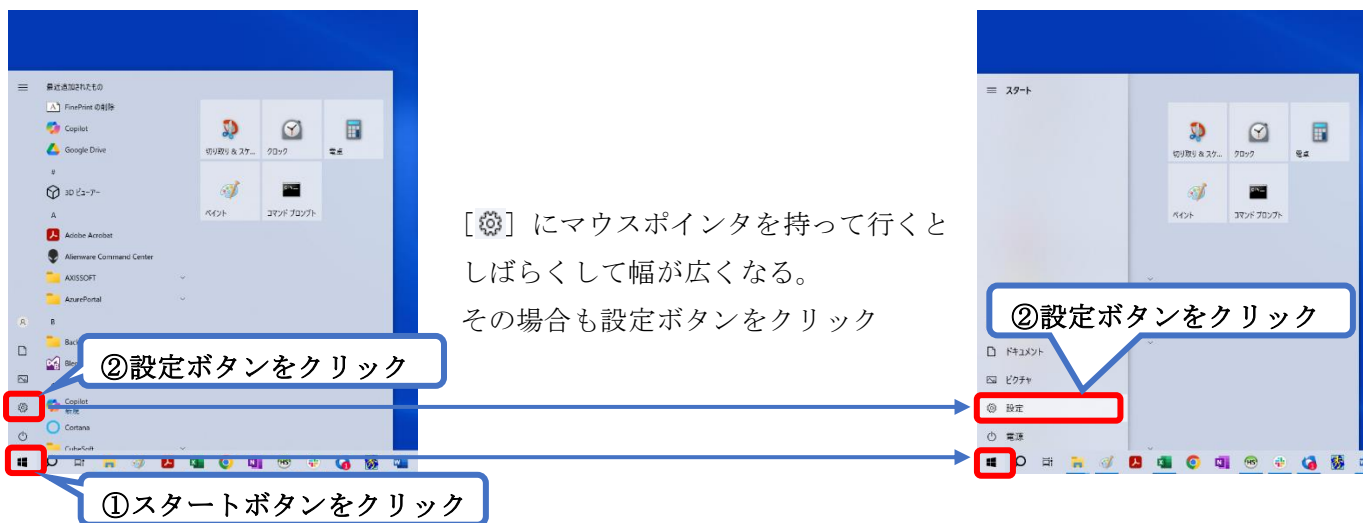 最近追加されたもの
FinePrint の削除
Copilot
Google Drive
#
3D ビューアー
A
Adobe Acrobat
Alienware Command Center
AXISSOFT
AzurePortal
B
Back
Blen
②設定ボタンをクリック
Copilot
新規
Cortana
CubeSoft
①スタートボタンをクリック
切り取り & スケ...
クロック
電卓
ペイント
コマンド プロンプト
[ ] にマウスポインタを持って行くと
しばらくして幅が広くなる。
その場合も設定ボタンをクリック
スタート
切り取り & スケ...
クロック
電卓
ペイント
コマンド プロンプト
②設定ボタンをクリック
ドキュメント
ピクチャ
設定
電源